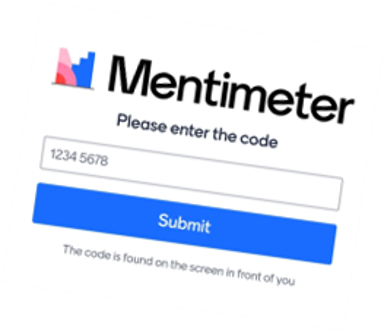 Mentimeter
Please enter the code
1234 5678
Submit
The code is found on the screen in front of you